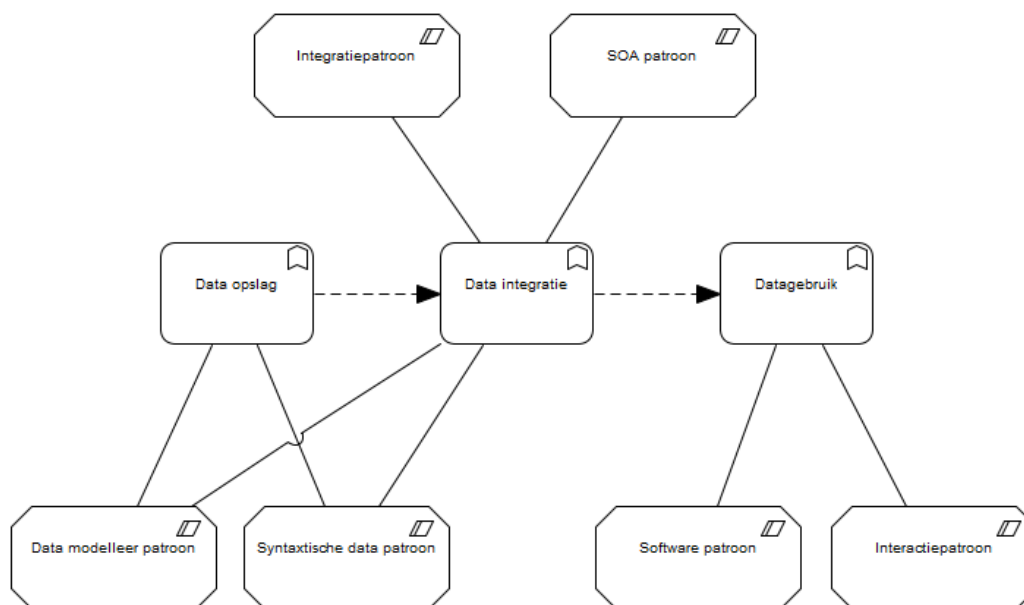 Integratiepatroon
SOA patroon
Data opslag
Data integratie
Datagebruik
Data modelleer patroon
Syntaxtische data patroon
Software patroon
Interactiepatroon